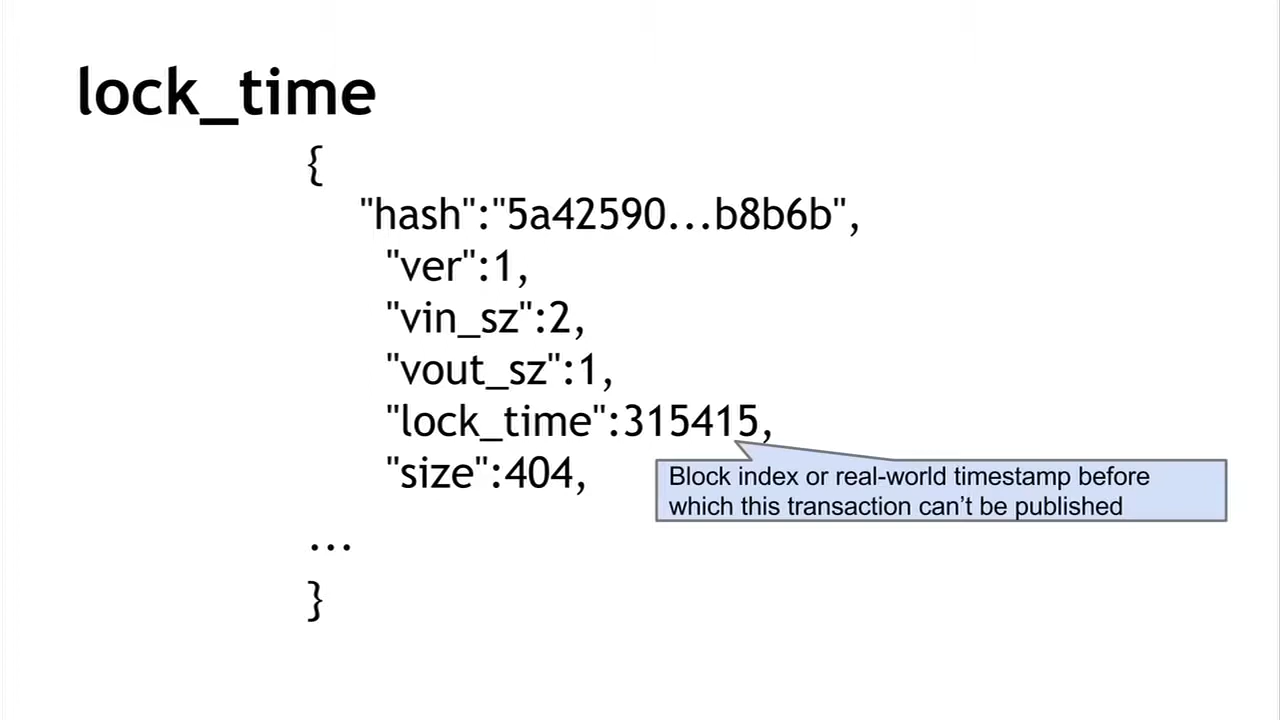 lock_time
{
"hash":"5a42590...b8b6b",
"ver":1,
"vin_sz":2,
"vout_sz":1,
"lock_time":315415,
"size":404,
Block index or real-world timestamp before
which this transaction can't be published
...
}